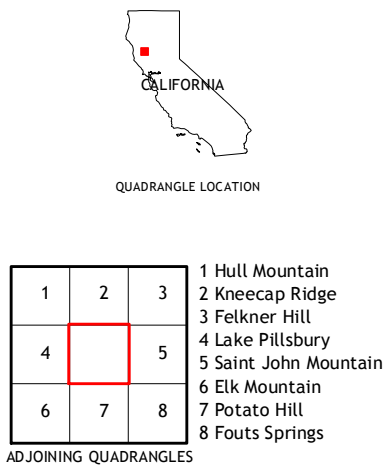 CALIFORNIA
QUADRANGLE LOCATION
1 2 3
4 5
6 7 8
1 Hull Mountain
2 Kneecap Ridge
3 Felkner Hill
4 Lake Pillsbury
5 Saint John Mountain
6 Elk Mountain
7 Potato Hill
8 Fouts Springs
ADJOINING QUADRANGLES